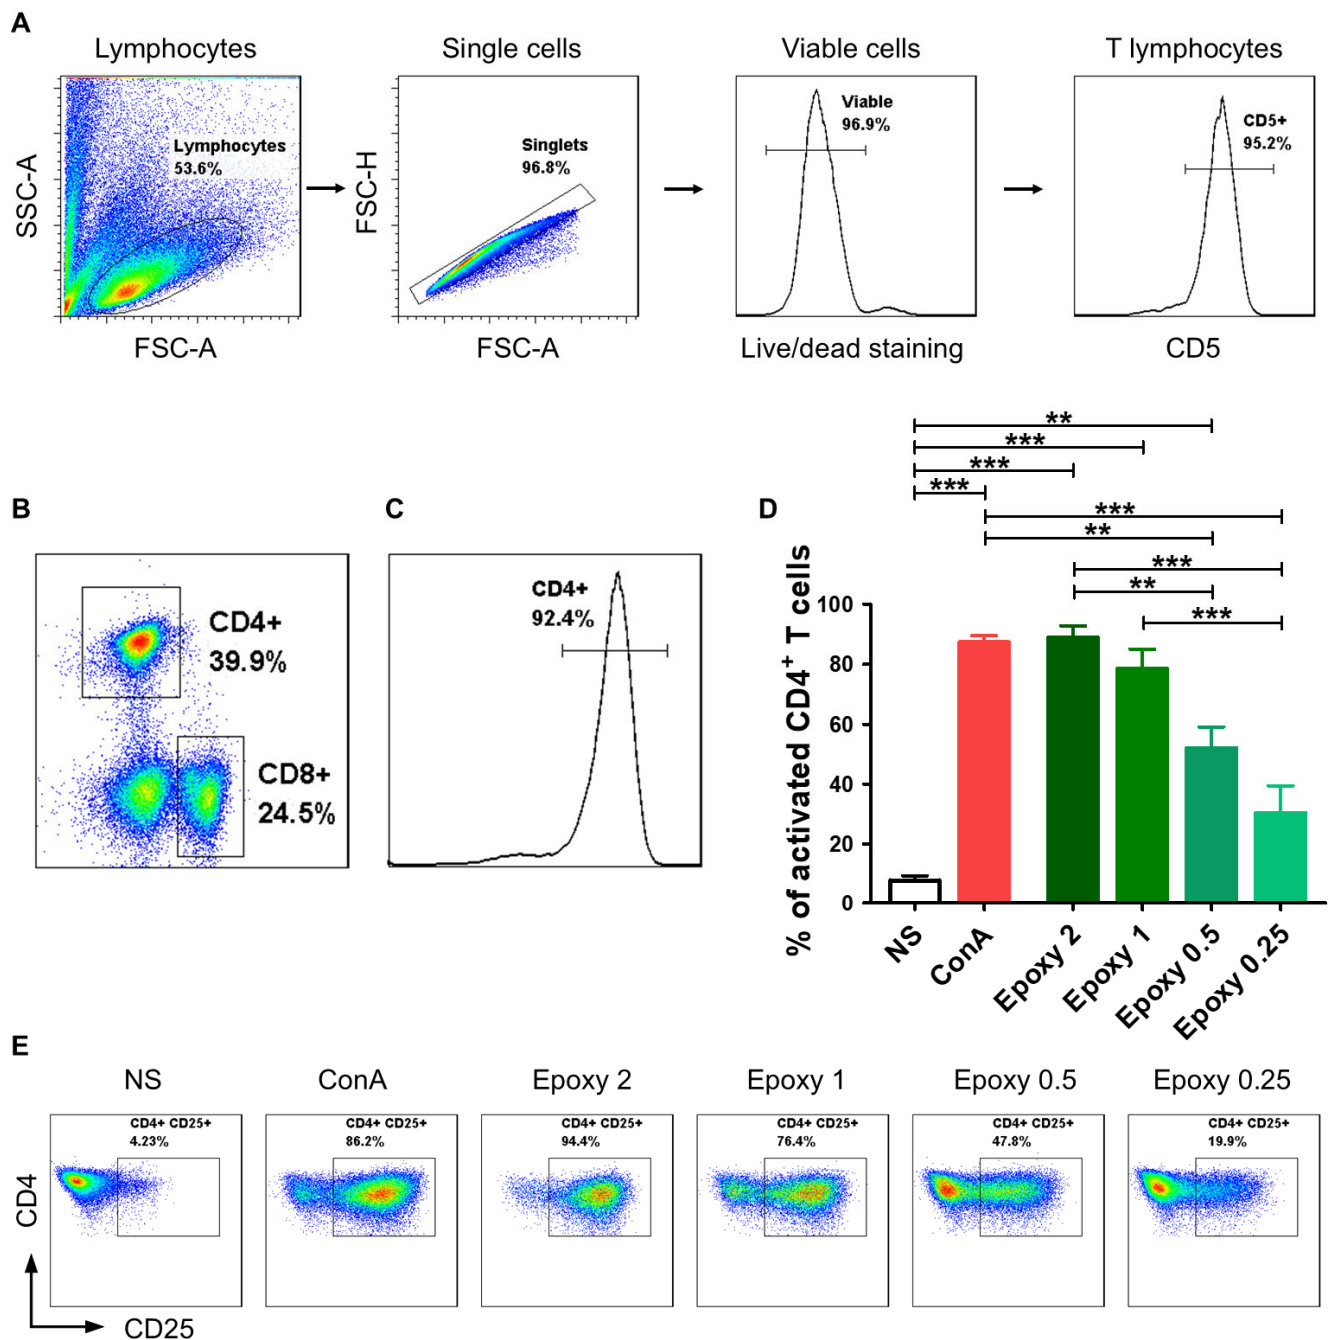 A
Lymphocytes
Single cells
Viable cells
T lymphocytes
SSC-A
Lymphocytes
53.6%
FSC-A
FSC-H
Singlets
96.8%
FSC-A
Viable
96.9%
Live/dead staining
CD5+
95.2%
CD5
B
CD4+
39.9%
CD8+
24.5%
C
CD4+
92.4%
D
**
***
***
***
***
**
***
**
***
% of activated CD4⁺ T cells
100
80
60
40
20
0
NS
ConA
Epoxy 2
Epoxy 1
Epoxy 0.5
Epoxy 0.25
E
NS
ConA
Epoxy 2
Epoxy 1
Epoxy 0.5
Epoxy 0.25
CD4+ CD25+
4.23%
CD4+ CD25+
86.2%
CD4+ CD25+
94.4%
CD4+ CD25+
76.4%
CD4+ CD25+
47.8%
CD4+ CD25+
19.9%
CD4
CD25